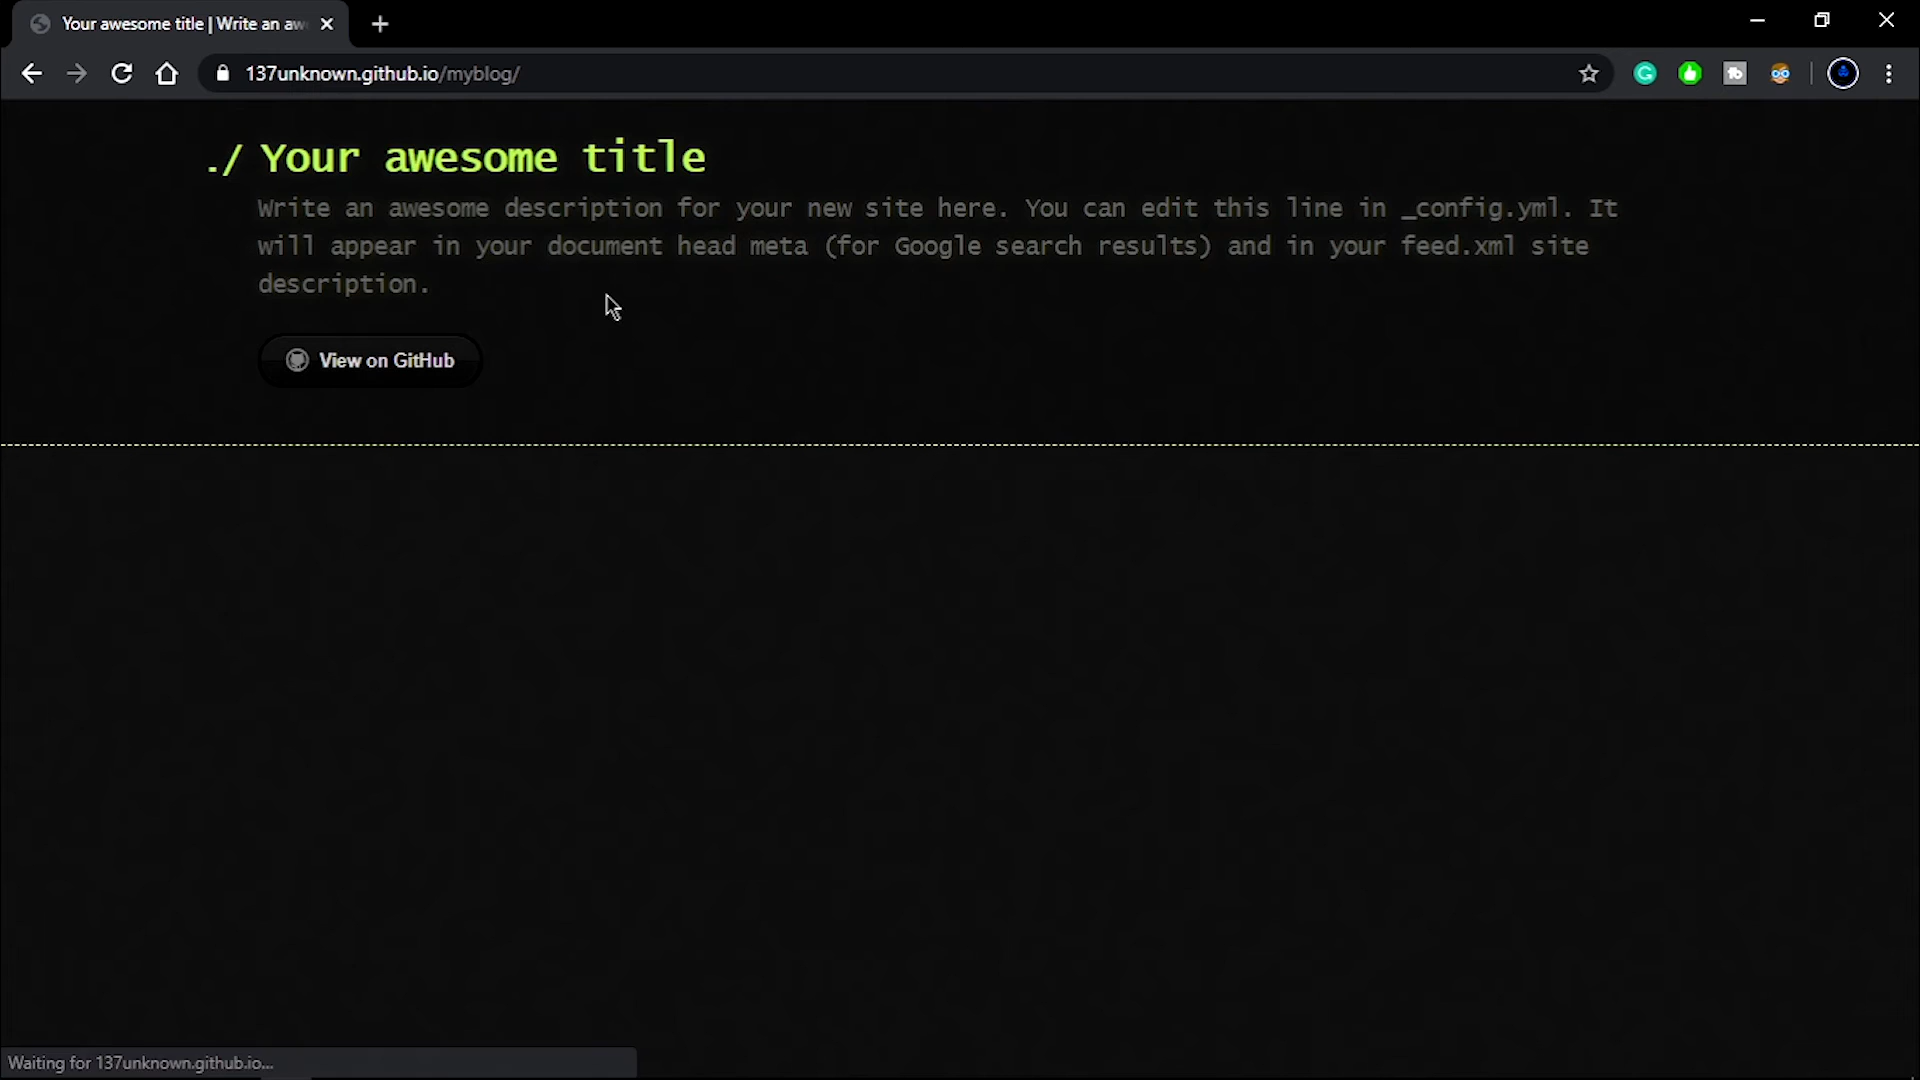 Your awesome title | Write an aw
137unknown.github.io/myblog/
./ Your awesome title
Write an awesome description for your new site here. You can edit this line in _config.yml. It
will appear in your document head meta (for Google search results) and in your feed.xml site
description.
View on GitHub
Waiting for 137unknown.github.io...